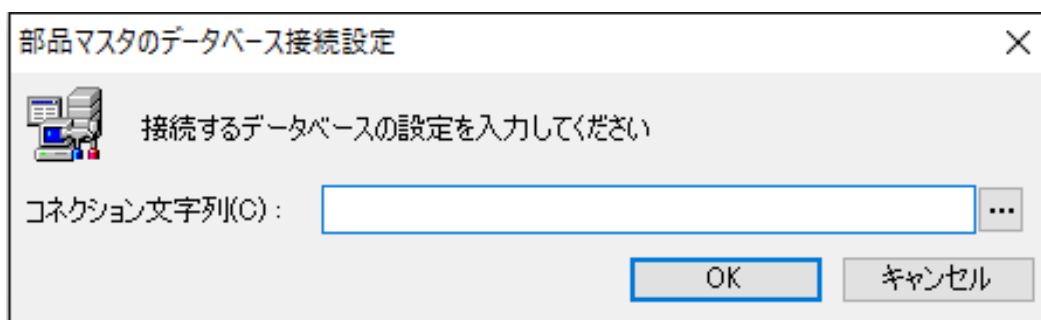 部品マスタのデータベース接続設定
接続するデータベースの設定を入力してください
コネクション文字列(C) :
...
OK
キャンセル